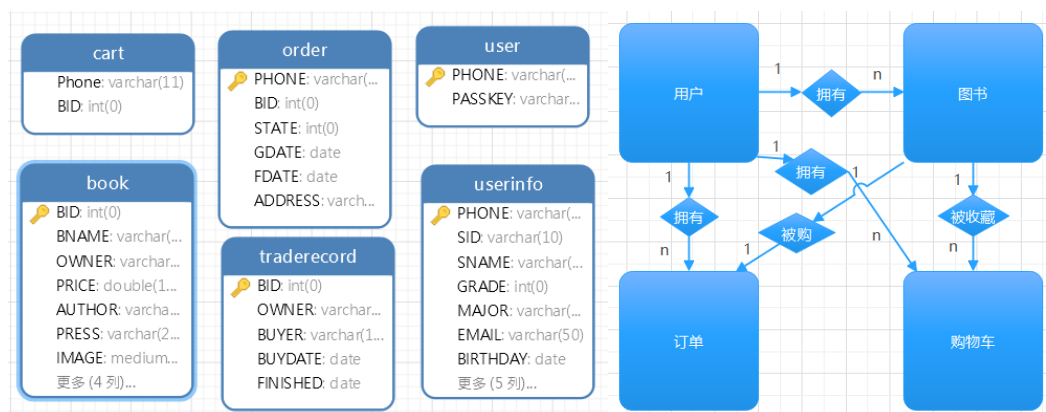 cart
Phone: varchar(11)
BID: int(0)
order
PHONE: varchar(...
BID: int(0)
STATE: int(0)
GDATE: date
FDATE: date
ADDRESS: varch...
user
PHONE: varchar(...
PASSKEY: varchar...
book
BID: int(0)
BNAME: varchar(...
OWNER: varchar...
PRICE: double(1...
AUTHOR: varcha...
PRESS: varchar(2...
IMAGE: medium...
更多 (4 列)...
traderecord
BID: int(0)
OWNER: varchar...
BUYER: varchar(1...
BUYDATE: date
FINISHED: date
userinfo
PHONE: varchar(...
SID: varchar(10)
SNAME: varchar(...
GRADE: int(0)
MAJOR: varchar(...
EMAIL: varchar(50)
BIRTHDAY: date
更多 (5 列)...
用户
1
拥有
n
图书
1
拥有
1
1
1
拥有
被购
被收藏
n
1
n
n
订单
购物车